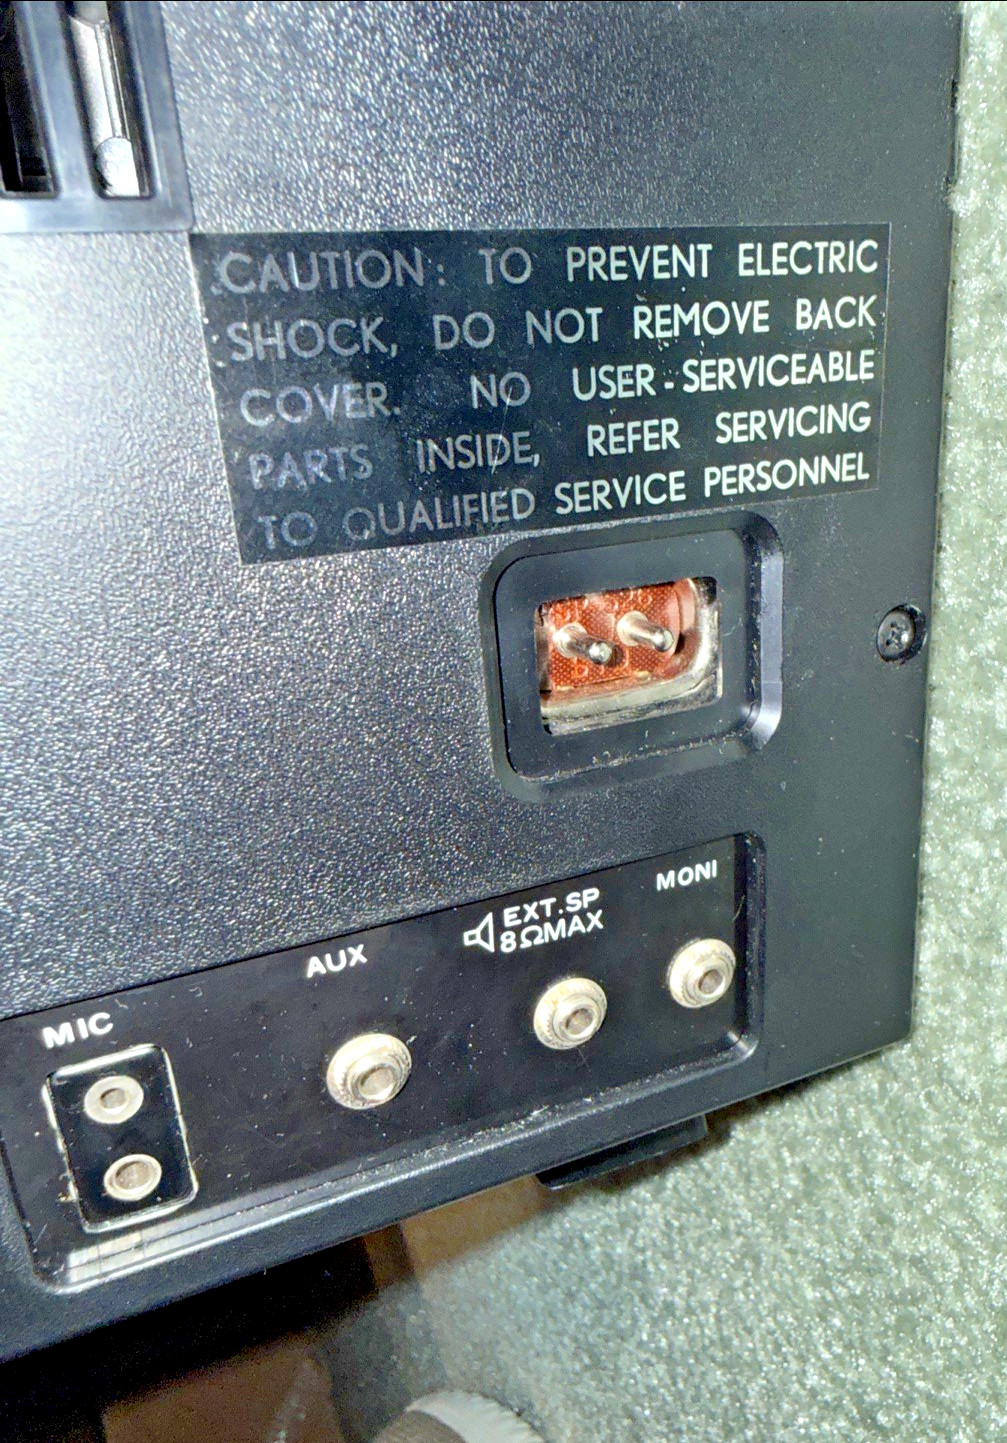 CAUTION: TO PREVENT ELECTRIC
SHOCK, DO NOT REMOVE BACK
COVER. NO USER-SERVICEABLE
PARTS INSIDE, REFER SERVICING
TO QUALIFIED SERVICE PERSONNEL
MONI
EXT.SP
8ΩMAX
AUX
MIC